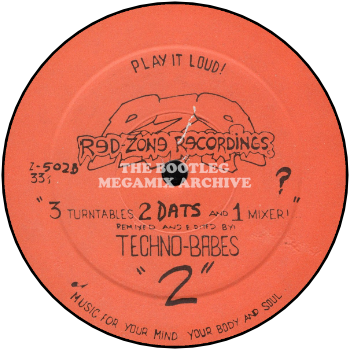 PLAY IT LOUD!
RED ZONE RECORDINGS
Z-502B
33⅓
THE BOOTLEG
MEGAMIX ARCHIVE
?
"3 TURNTABLES 2 DATS AND 1 MIXER!"
REMIXED AND EDITED BY:
TECHNO-BABES
"2"
"MUSIC FOR YOUR MIND YOUR BODY AND SOUL